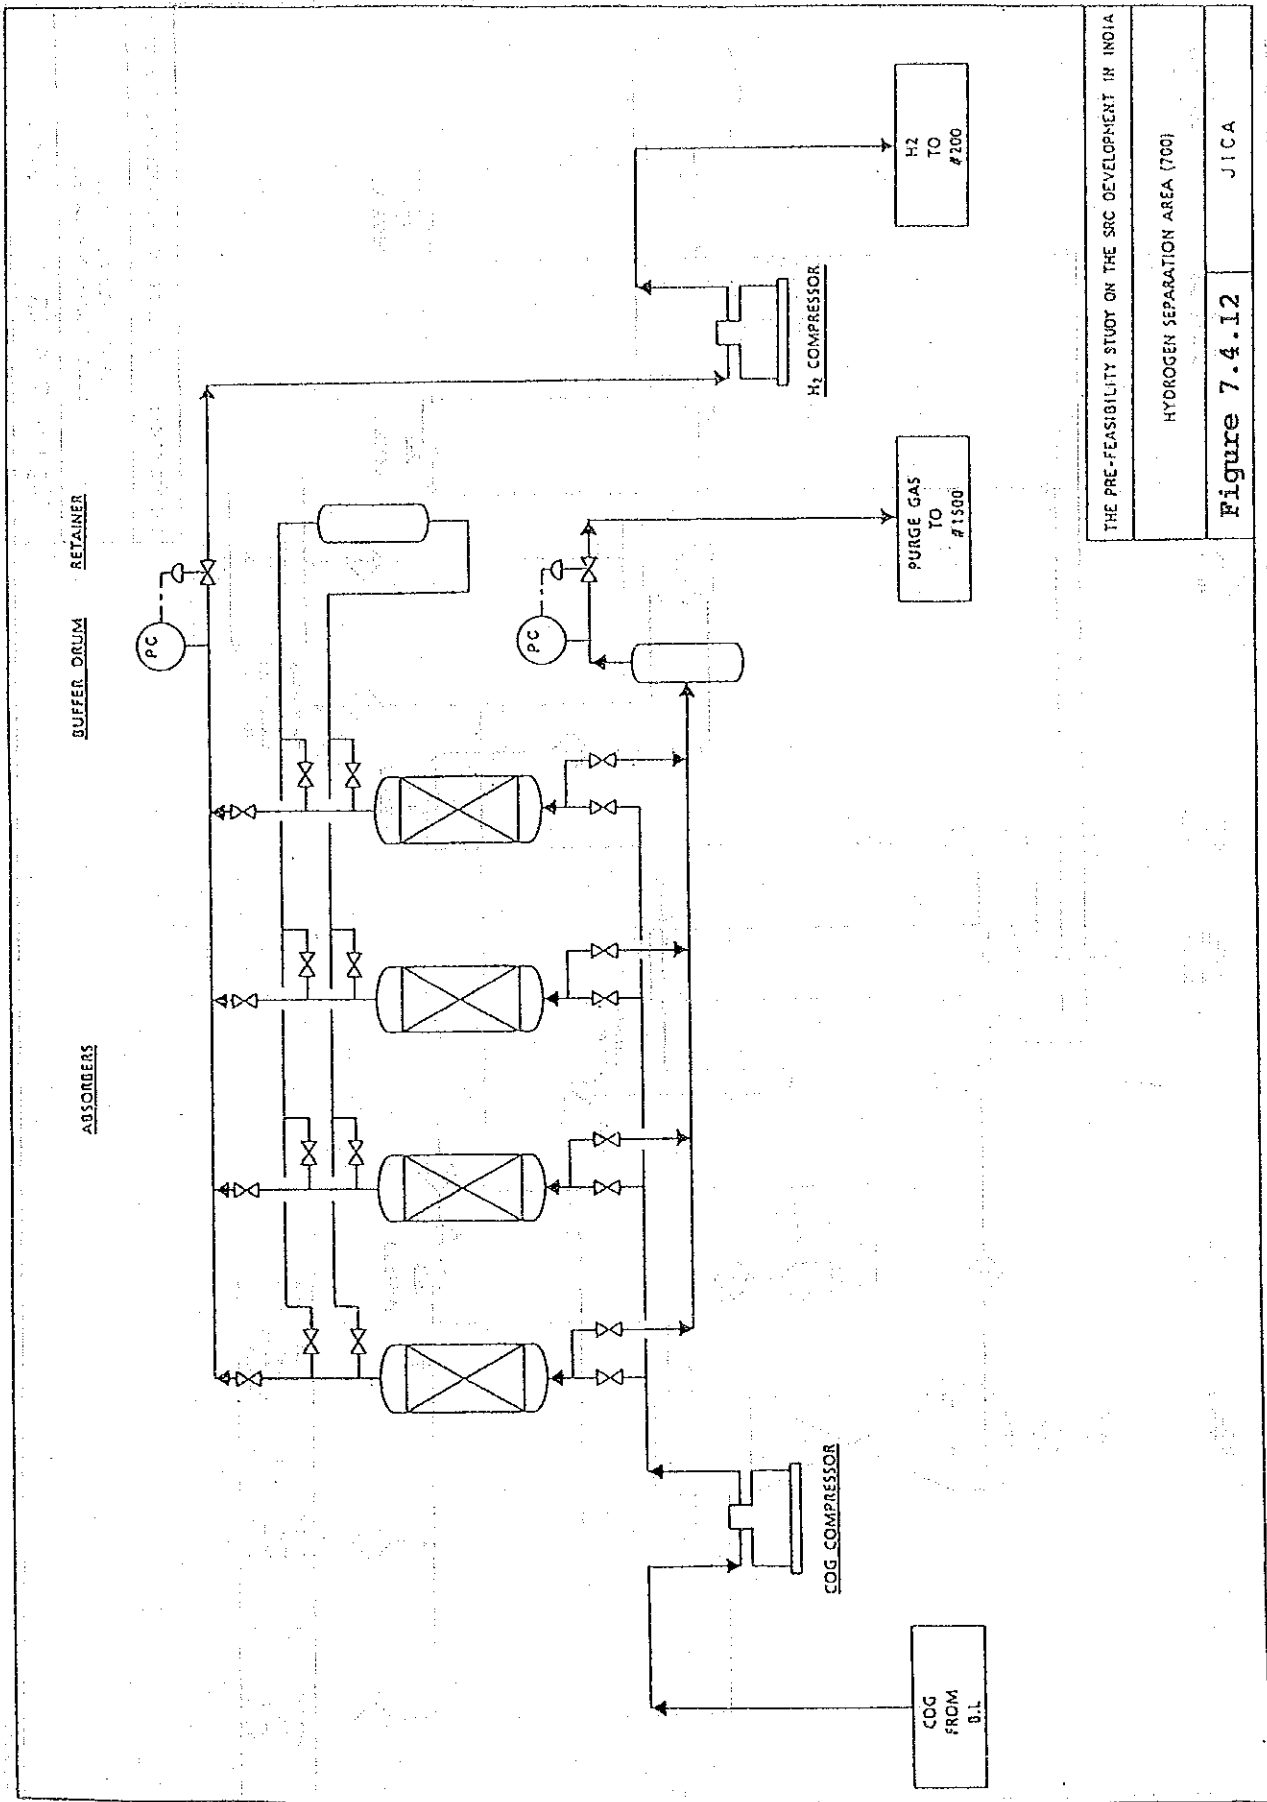 ABSORBERS
BUFFER DRUM
RETAINER
PC
PC
COG
FROM
B.L
COG COMPRESSOR
PURGE GAS
TO
#1500
H₂ COMPRESSOR
H2
TO
#200
THE PRE-FEASIBILITY STUDY ON THE SRC DEVELOPMENT IN INDIA
HYDROGEN SEPARATION AREA (700)
Figure 7.4.12
JICA